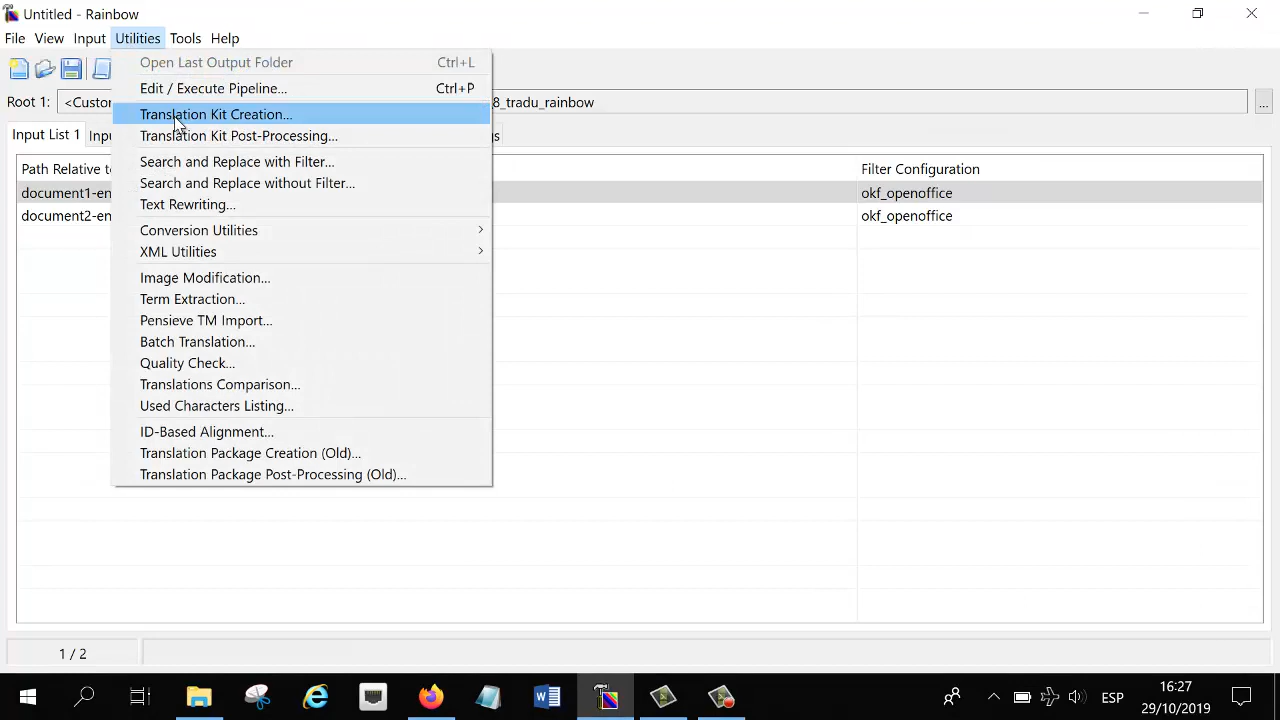 Untitled - Rainbow
File View Input Utilities Tools Help
Open Last Output Folder Ctrl+L
Edit / Execute Pipeline... Ctrl+P
Root 1: <Custom 8_tradu_rainbow ...
Translation Kit Creation...
Input List 1 Inpu s
Translation Kit Post-Processing...
Search and Replace with Filter...
Path Relative to Filter Configuration
Search and Replace without Filter...
document1-en okf_openoffice
Text Rewriting...
document2-en okf_openoffice
Conversion Utilities
XML Utilities
Image Modification...
Term Extraction...
Pensieve TM Import...
Batch Translation...
Quality Check...
Translations Comparison...
Used Characters Listing...
ID-Based Alignment...
Translation Package Creation (Old)...
Translation Package Post-Processing (Old)...
1 / 2
ESP
16:27
29/10/2019